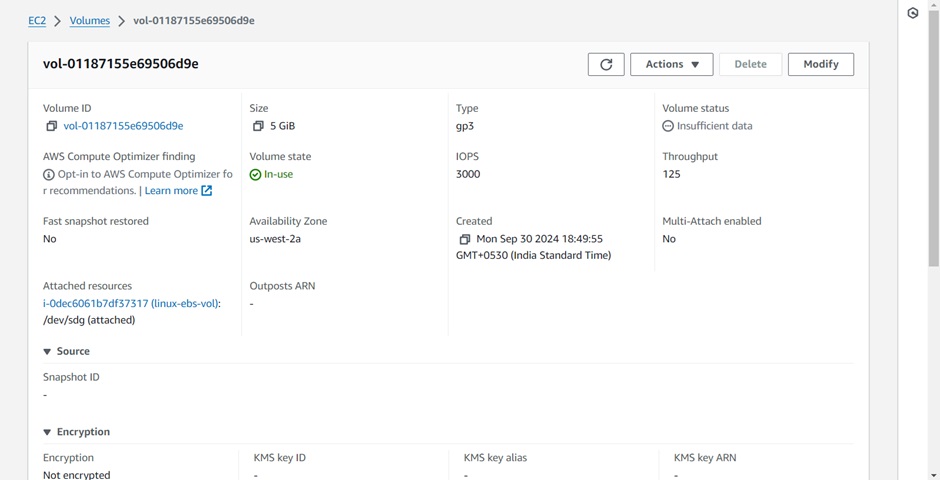 EC2 > Volumes > vol-01187155e69506d9e
vol-01187155e69506d9e
Actions
Delete
Modify
Volume ID
vol-01187155e69506d9e
Size
5 GiB
Type
gp3
Volume status
Insufficient data
AWS Compute Optimizer finding
Opt-in to AWS Compute Optimizer fo
r recommendations. | Learn more
Volume state
In-use
IOPS
3000
Throughput
125
Fast snapshot restored
No
Availability Zone
us-west-2a
Created
Mon Sep 30 2024 18:49:55
GMT+0530 (India Standard Time)
Multi-Attach enabled
No
Attached resources
i-0dec6061b7df37317 (linux-ebs-vol):
/dev/sdg (attached)
Outposts ARN
-
Source
Snapshot ID
-
Encryption
Encryption
Not encrypted
KMS key ID
-
KMS key alias
-
KMS key ARN
-